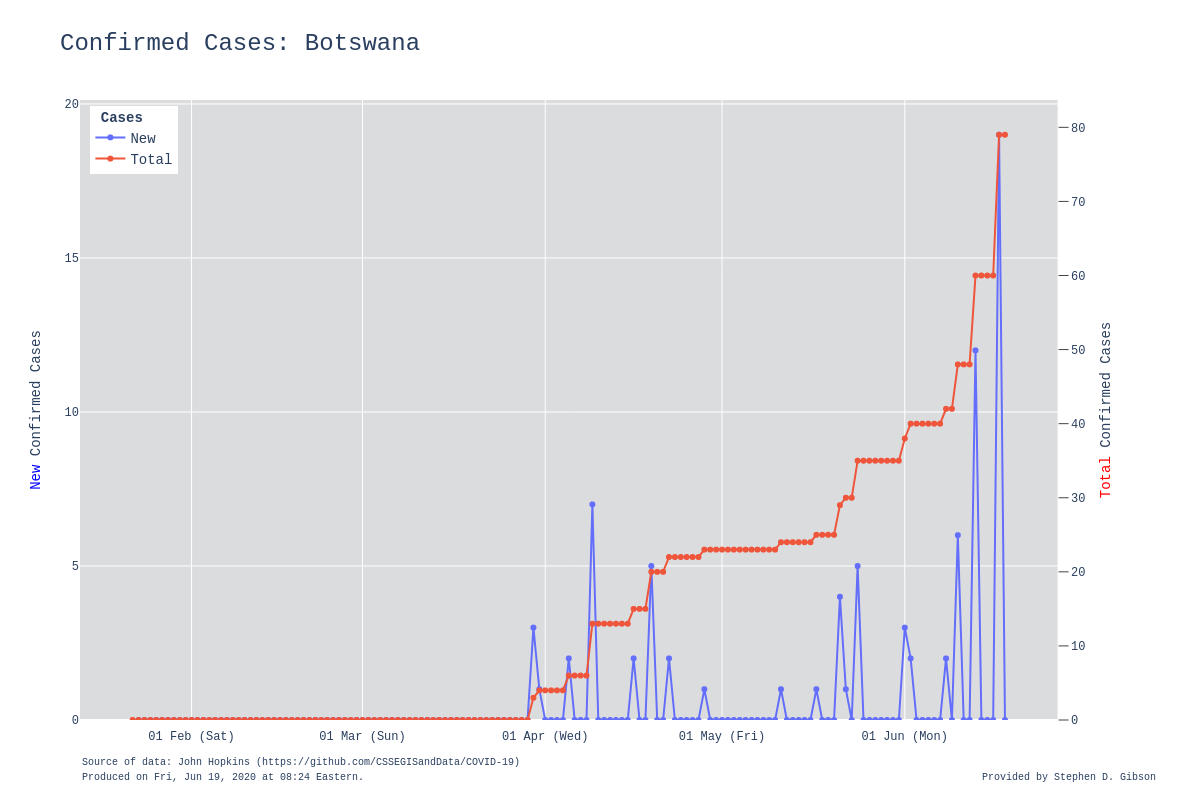 Confirmed Cases: Botswana
Cases
New
Total
20
15
10
5
0
80
70
60
50
40
30
20
10
0
New Confirmed Cases
Total Confirmed Cases
01 Feb (Sat)
01 Mar (Sun)
01 Apr (Wed)
01 May (Fri)
01 Jun (Mon)
Source of data: John Hopkins (https://github.com/CSSEGISandData/COVID-19)
Produced on Fri, Jun 19, 2020 at 08:24 Eastern.
Provided by Stephen D. Gibson